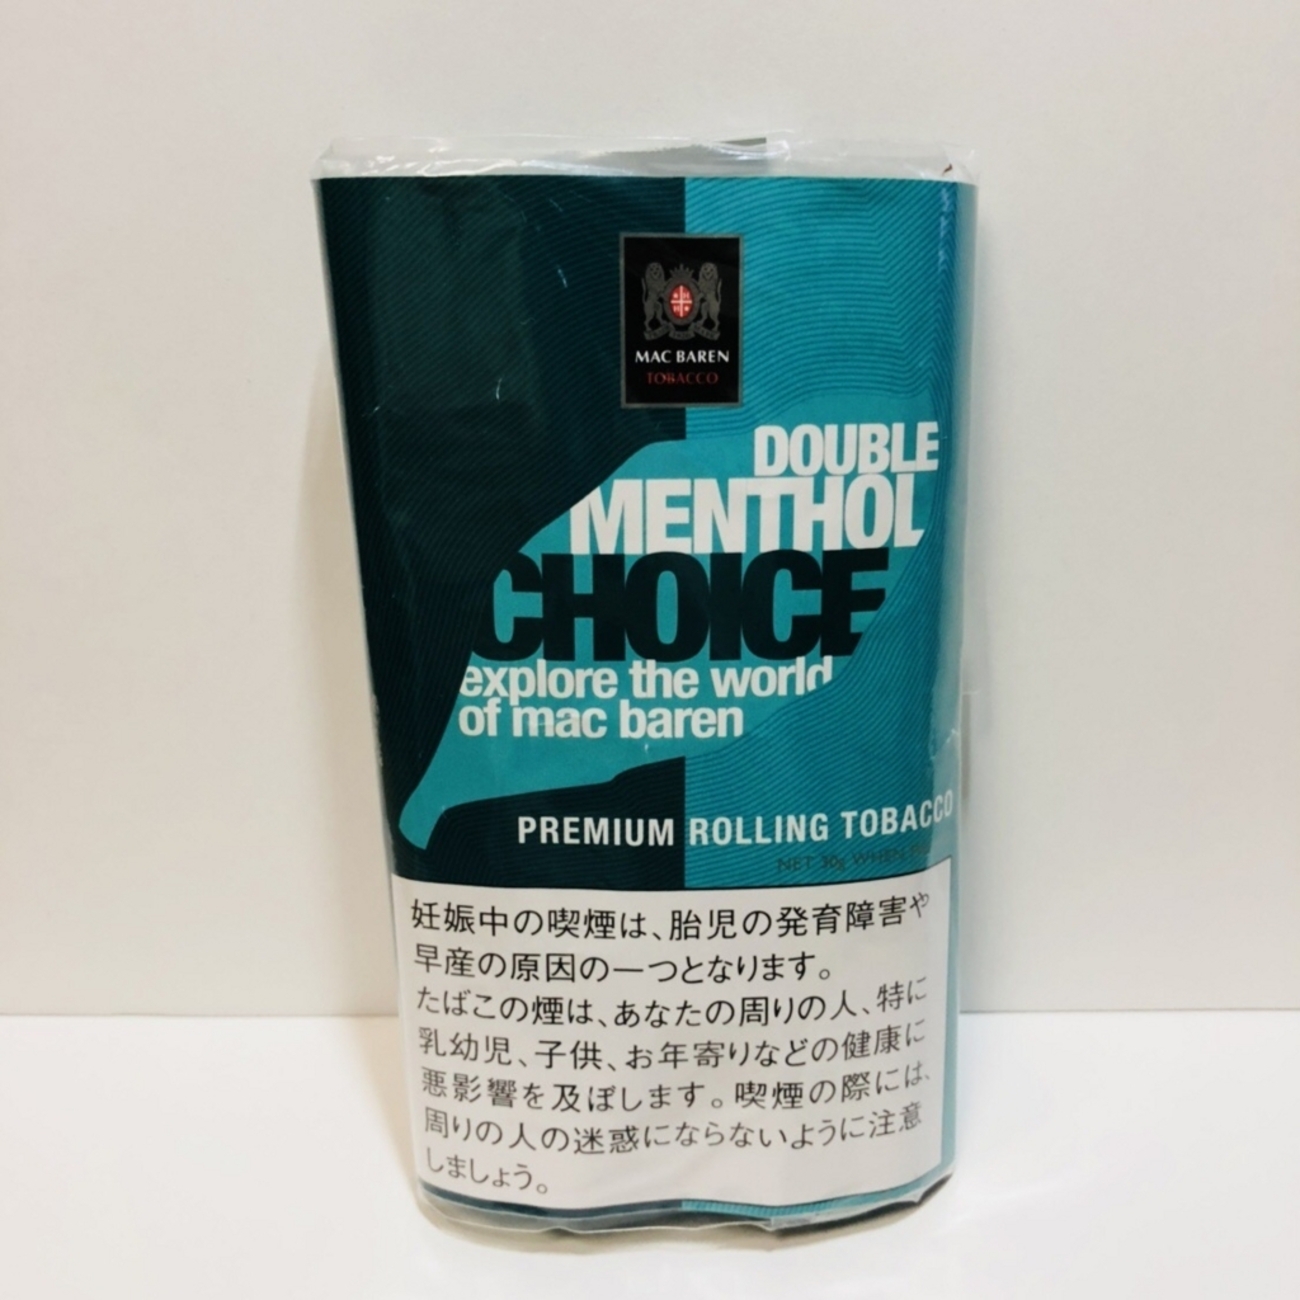 MAC BAREN
TOBACCO
DOUBLE
MENTHOL
CHOICE
explore the world
of mac baren
PREMIUM ROLLING TOBACCO
NET 30g WHEN
妊娠中の喫煙は、胎児の発育障害や
早産の原因の一つとなります。
たばこの煙は、あなたの周りの人、特に
乳幼児、子供、お年寄りなどの健康に
悪影響を及ぼします。喫煙の際には、
周りの人の迷惑にならないように注意
しましょう。